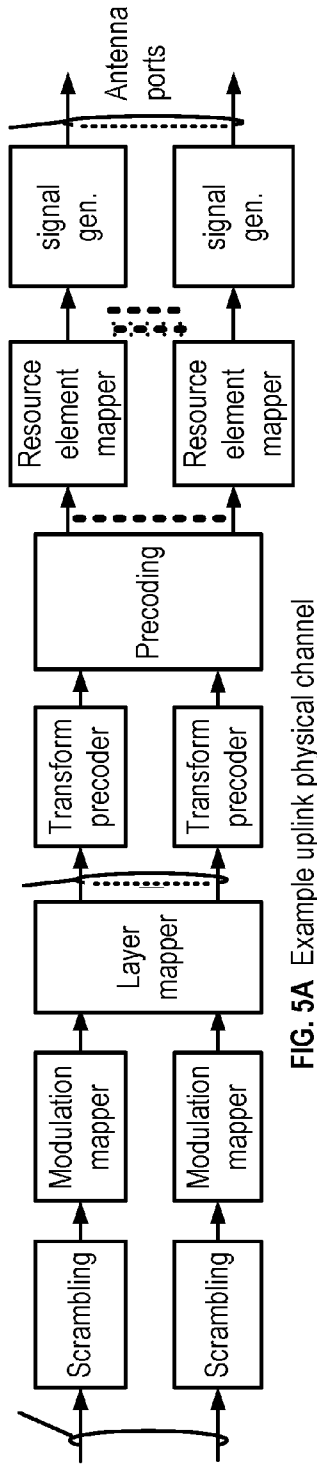 Scrambling
Scrambling
Modulation
mapper
Modulation
mapper
Layer
mapper
Transform
precoder
Transform
precoder
Precoding
Resource
element
mapper
Resource
element
mapper
signal
gen.
signal
gen.
Antenna
ports
FIG. 5A Example uplink physical channel